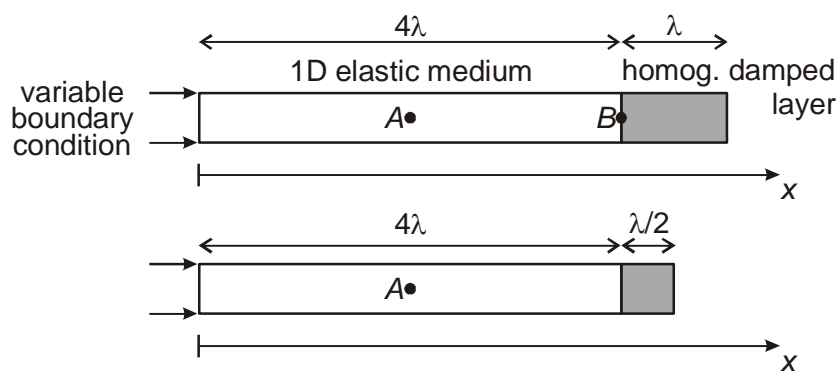 4λ
λ
1D elastic medium
homog. damped
layer
variable
boundary
condition
A
B
x
4λ
λ/2
A
x